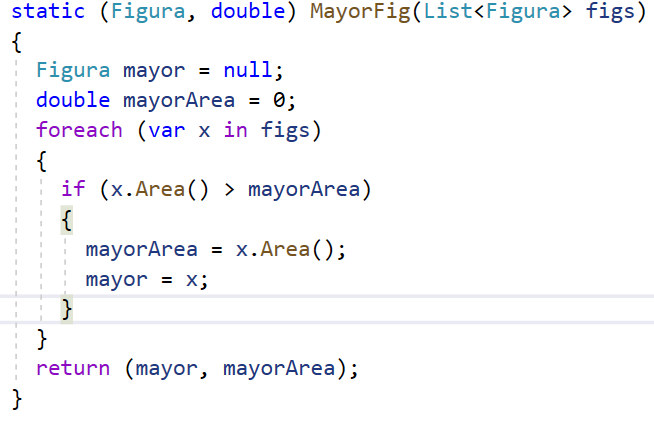 static (Figura, double) MayorFig(List<Figura> figs)
{
  Figura mayor = null;
  double mayorArea = 0;
  foreach (var x in figs)
  {
    if (x.Area() > mayorArea)
    {
      mayorArea = x.Area();
      mayor = x;
    }
  }
  return (mayor, mayorArea);
}